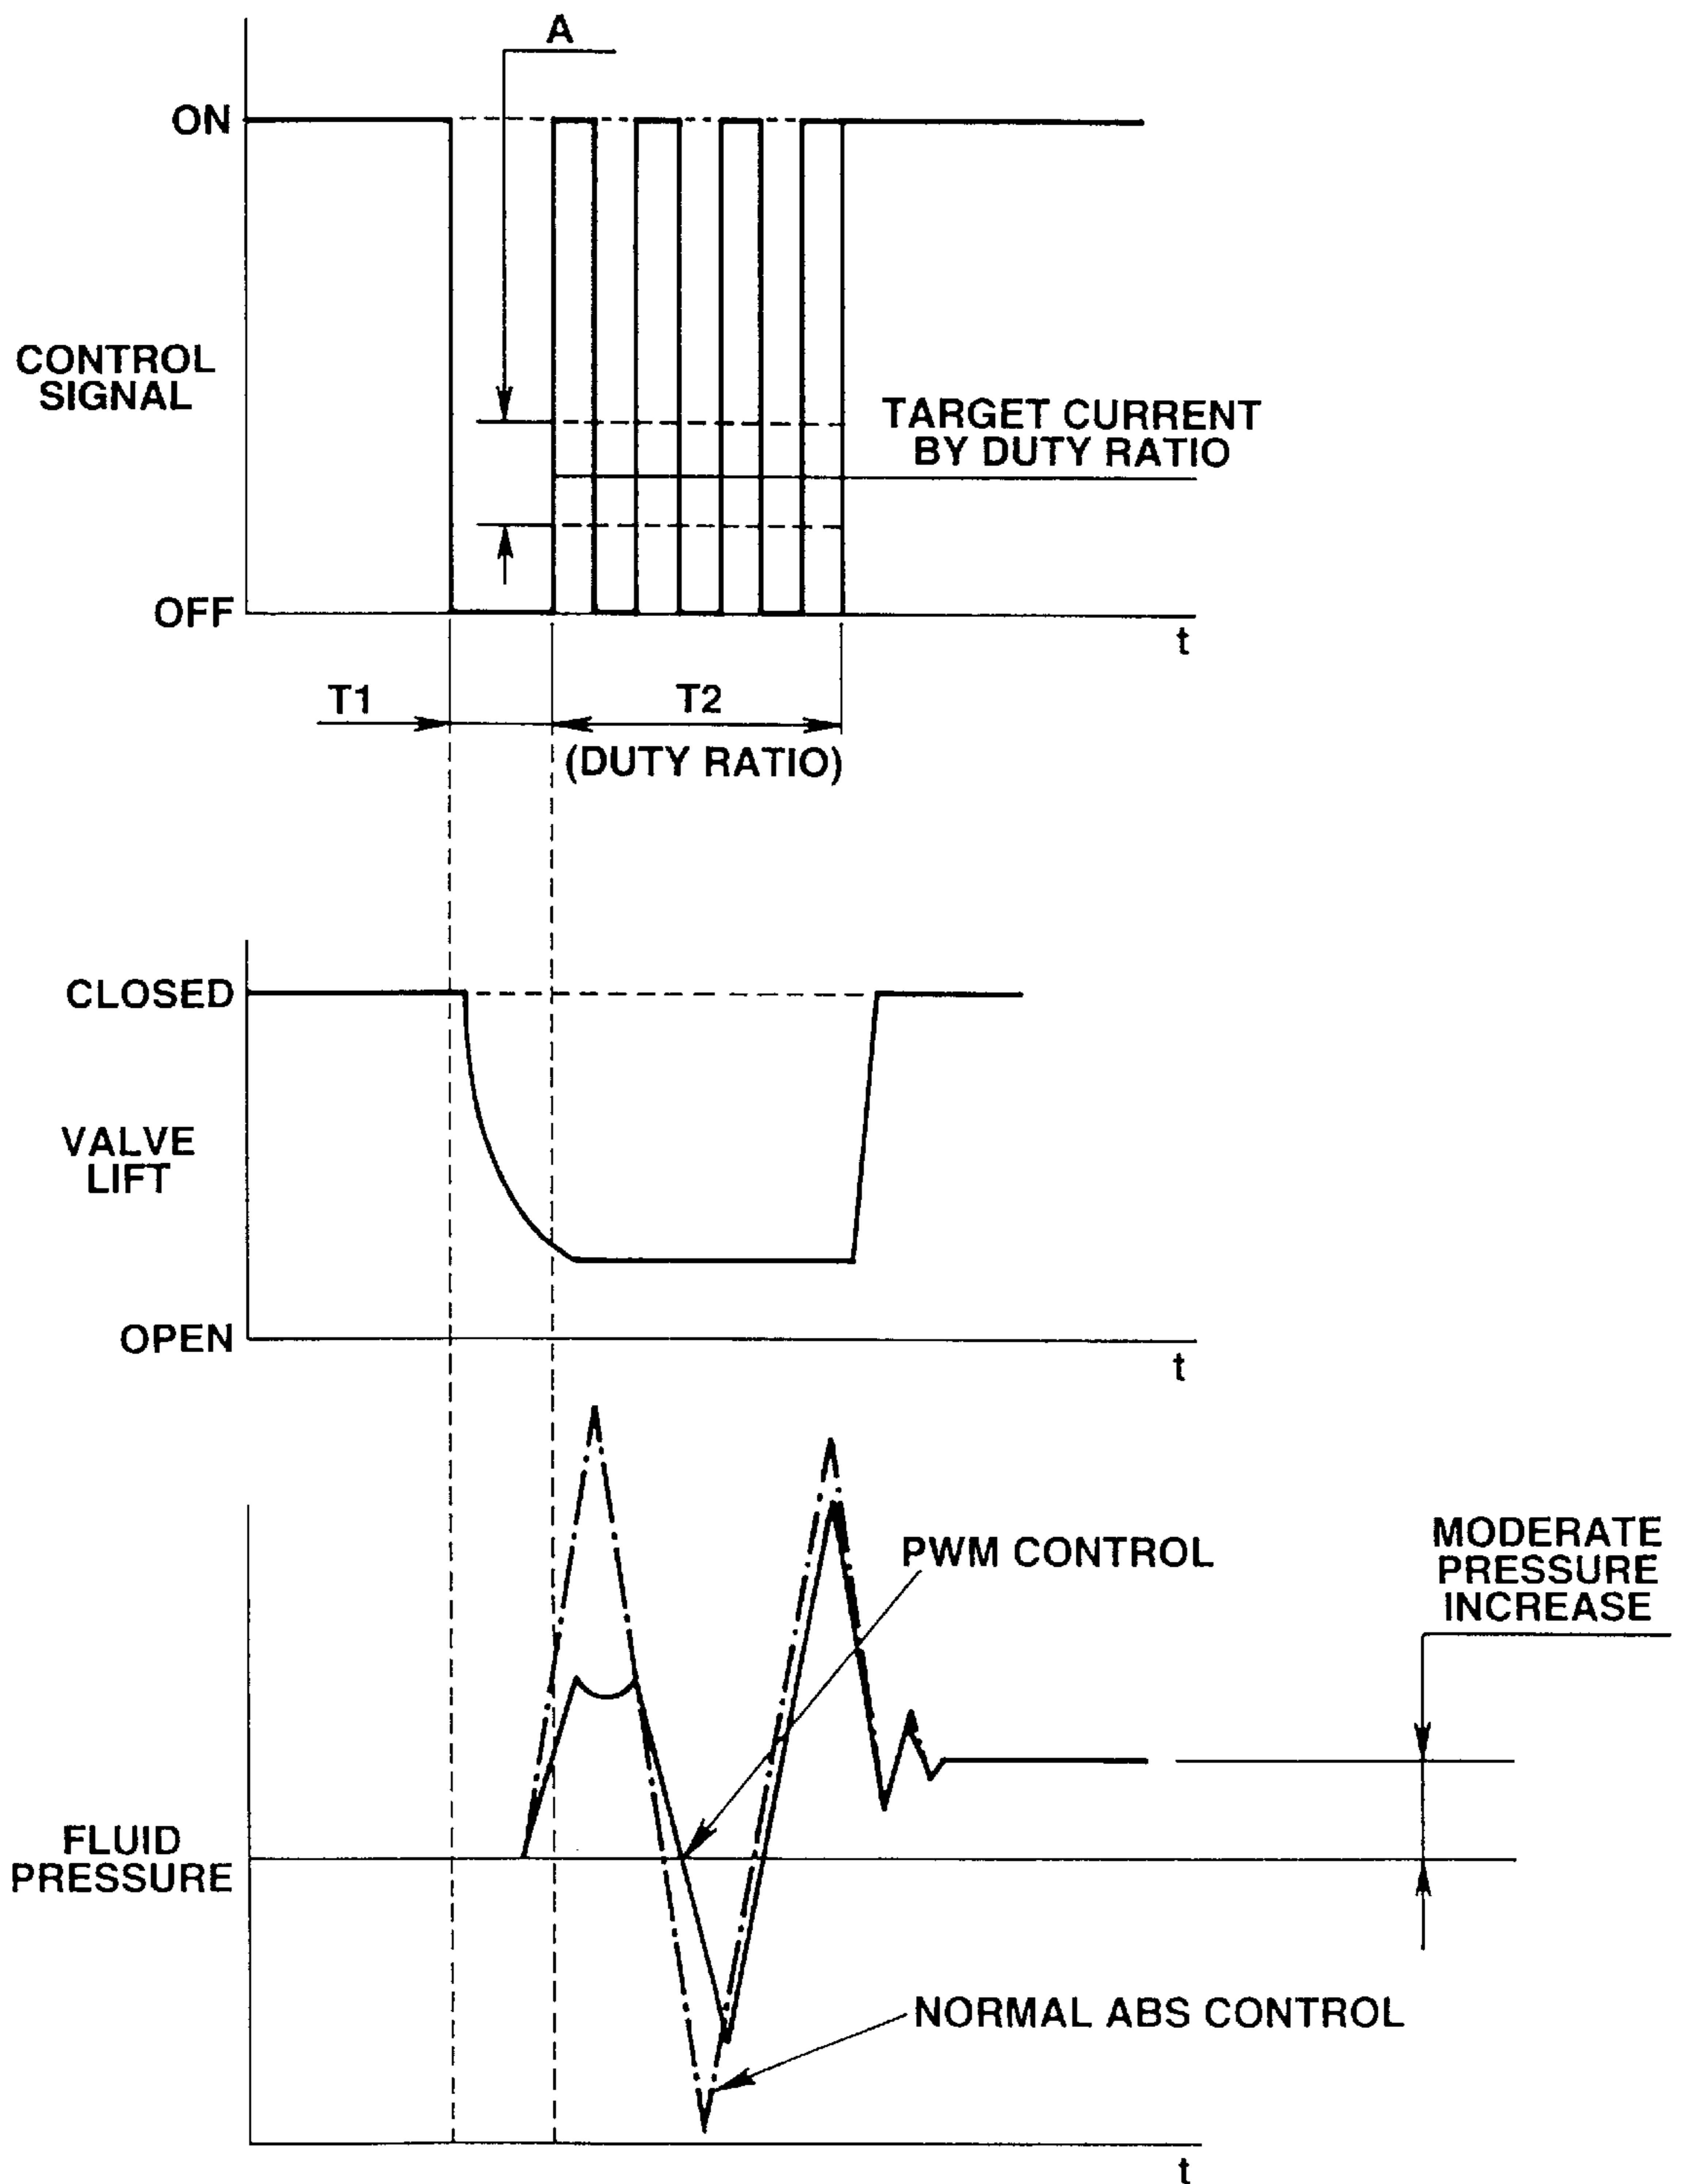 A
ON
CONTROL
SIGNAL
TARGET CURRENT
BY DUTY RATIO
OFF
t
T1
T2
(DUTY RATIO)
CLOSED
VALVE
LIFT
OPEN
t
PWM CONTROL
MODERATE
PRESSURE
INCREASE
FLUID
PRESSURE
NORMAL ABS CONTROL
t